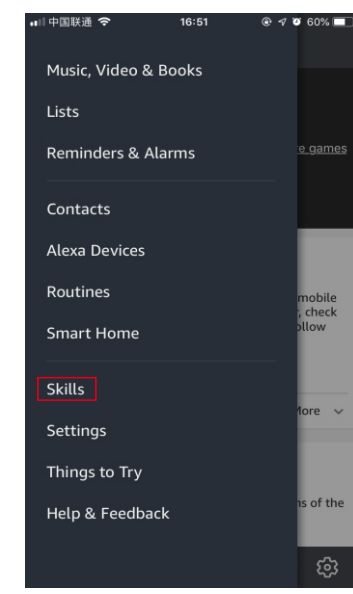 中国联通 16:51 60%
Music, Video & Books
Lists
Reminders & Alarms
e games
Contacts
Alexa Devices
Routines
mobile
, check
Smart Home
ollow
Skills
More
Settings
Things to Try
ns of the
Help & Feedback